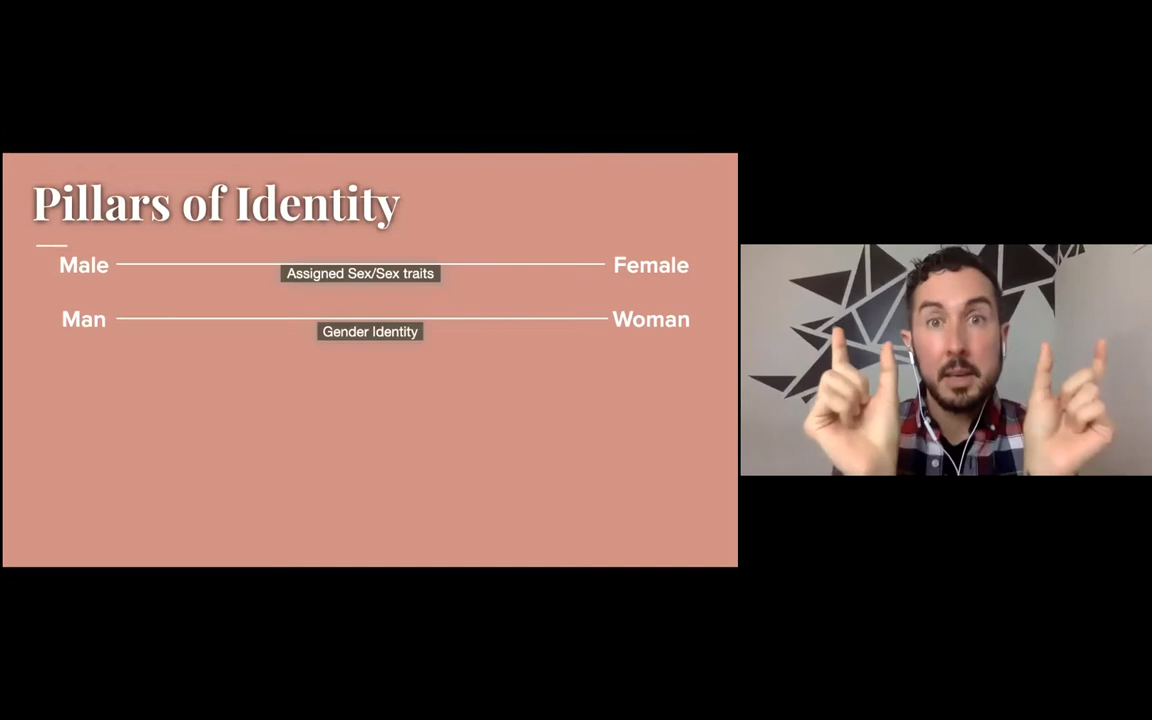 Pillars of Identity
Male Assigned Sex/Sex traits Female
Man Gender Identity Woman